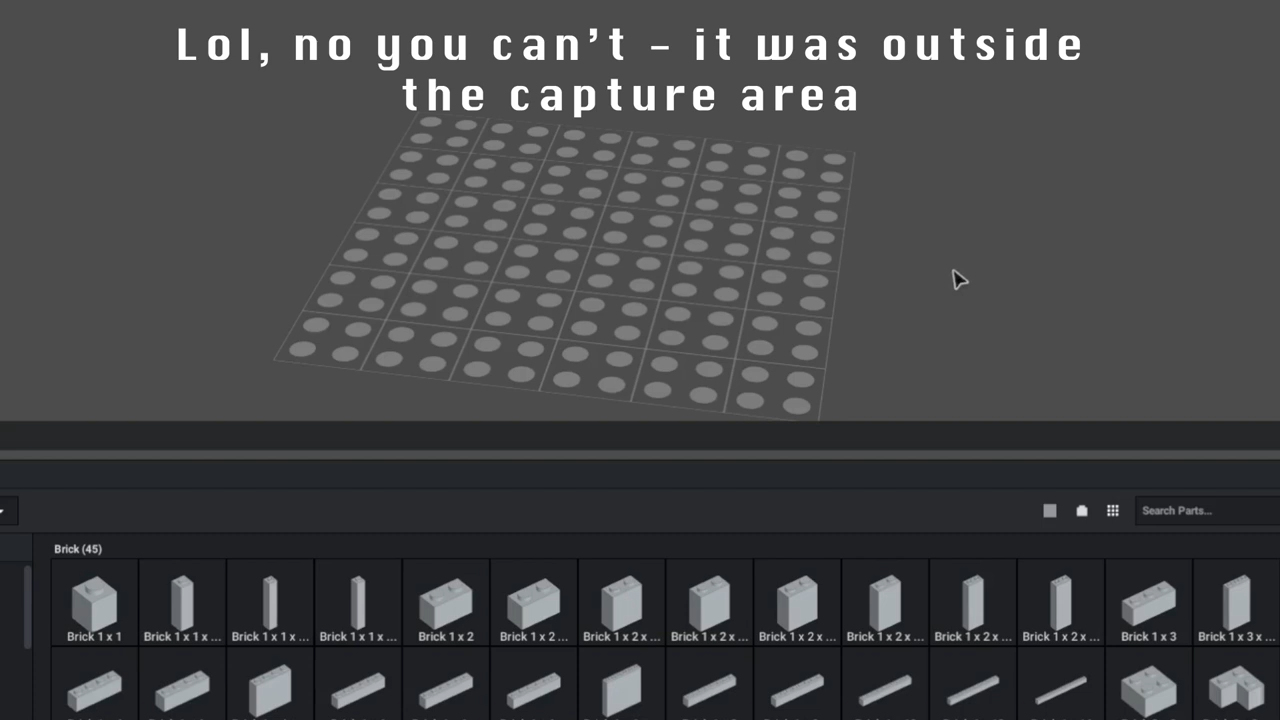 Lol, no you can't – it was outside
the capture area
Search Parts...
Brick (45)
Brick 1 x 1
Brick 1 x 1 x ...
Brick 1 x 1 x ...
Brick 1 x 1 x ...
Brick 1 x 2
Brick 1 x 2 ...
Brick 1 x 2 x ...
Brick 1 x 2 x ...
Brick 1 x 2 x ...
Brick 1 x 2 x ...
Brick 1 x 2 x ...
Brick 1 x 2 x ...
Brick 1 x 3
Brick 1 x 3 x ...